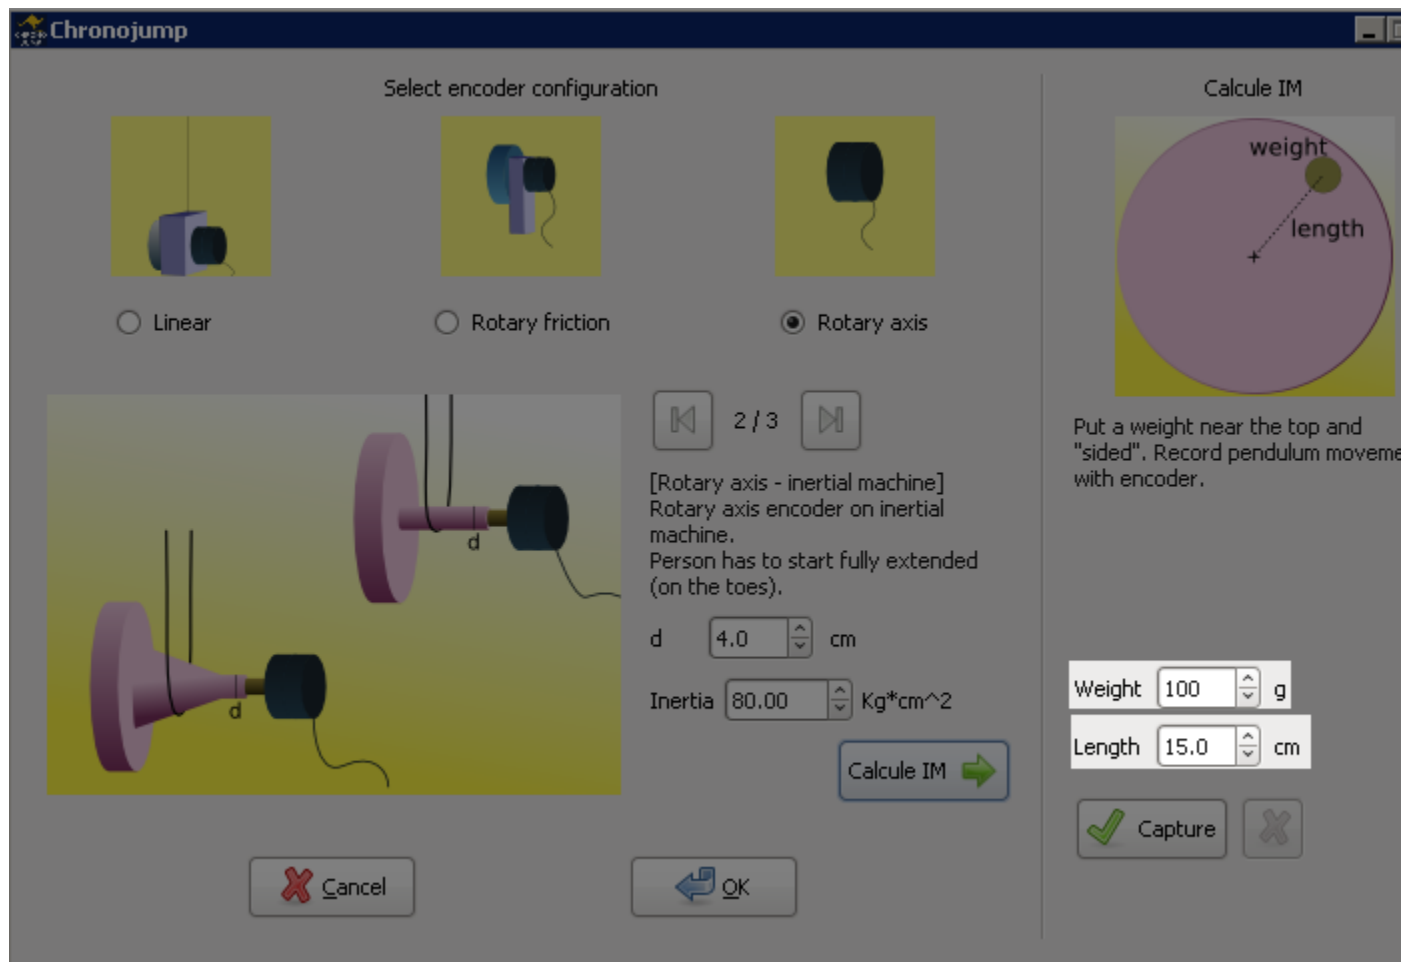 Chronojump
Select encoder configuration
Linear
Rotary friction
Rotary axis
d
d
2 / 3
[Rotary axis - inertial machine]
Rotary axis encoder on inertial
machine.
Person has to start fully extended
(on the toes).
d 4.0 cm
Inertia 80.00 Kg*cm^2
Calcule IM
Cancel
OK
Calcule IM
weight
length
Put a weight near the top and
"sided". Record pendulum moveme
with encoder.
Weight 100 g
Length 15.0 cm
Capture